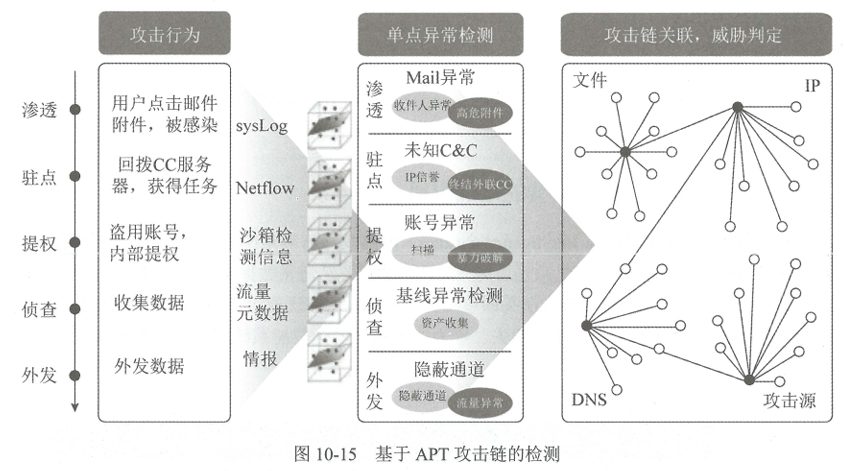 攻击行为
单点异常检测
攻击链关联，威胁判定
渗透
驻点
提权
侦查
外发
用户点击邮件
附件，被感染
回拨CC服务
器，获得任务
盗用账号，
内部提权
收集数据
外发数据
sysLog
Netflow
沙箱检
测信息
流量
元数据
情报
渗透
Mail异常
收件人异常
高危附件
驻点
未知C&C
IP信誉
终结外联CC
提权
账号异常
扫描
暴力破解
侦查
基线异常检测
资产收集
外发
隐蔽通道
隐蔽通道
流量异常
文件
IP
DNS
攻击源
图 10-15 基于 APT 攻击链的检测